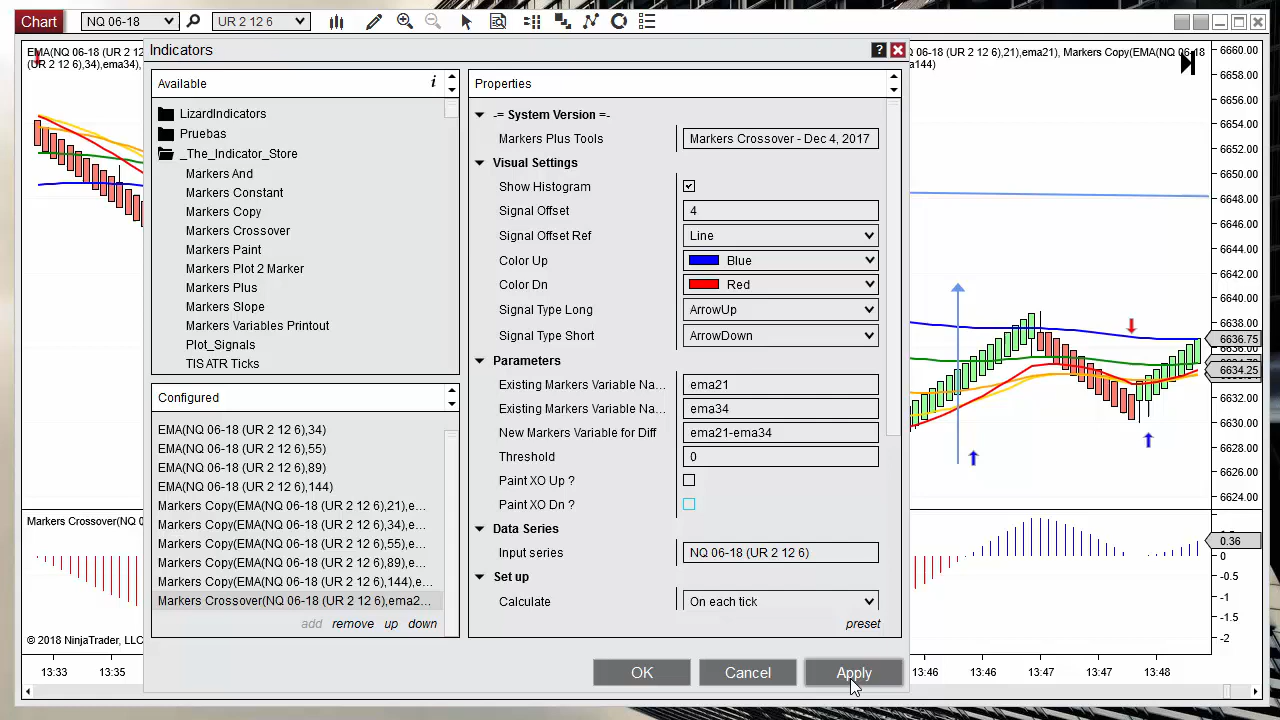 Chart
NQ 06-18
UR 2 12 6
EMA(NQ 06-18 (UR 2 12
(UR 2 12 6),34),ema34),
6),21),ema21), Markers Copy(EMA(NQ 06-18
a144)
Indicators
?
Available
i
LizardIndicators
Pruebas
_The_Indicator_Store
Markers And
Markers Constant
Markers Copy
Markers Crossover
Markers Paint
Markers Plot 2 Marker
Markers Plus
Markers Slope
Markers Variables Printout
Plot_Signals
TIS ATR Ticks
Configured
EMA(NQ 06-18 (UR 2 12 6),34)
EMA(NQ 06-18 (UR 2 12 6),55)
EMA(NQ 06-18 (UR 2 12 6),89)
EMA(NQ 06-18 (UR 2 12 6),144)
Markers Copy(EMA(NQ 06-18 (UR 2 12 6),21),e...
Markers Copy(EMA(NQ 06-18 (UR 2 12 6),34),e...
Markers Copy(EMA(NQ 06-18 (UR 2 12 6),55),e...
Markers Copy(EMA(NQ 06-18 (UR 2 12 6),89),e...
Markers Copy(EMA(NQ 06-18 (UR 2 12 6),144),e...
Markers Crossover(NQ 06-18 (UR 2 12 6),ema2...
add remove up down
Properties
-= System Version =-
Markers Plus Tools Markers Crossover - Dec 4, 2017
Visual Settings
Show Histogram
Signal Offset 4
Signal Offset Ref Line
Color Up Blue
Color Dn Red
Signal Type Long ArrowUp
Signal Type Short ArrowDown
Parameters
Existing Markers Variable Na... ema21
Existing Markers Variable Na... ema34
New Markers Variable for Diff ema21-ema34
Threshold 0
Paint XO Up ?
Paint XO Dn ?
Data Series
Input series NQ 06-18 (UR 2 12 6)
Set up
Calculate On each tick
preset
OK Cancel Apply
6660.00
6658.00
6656.00
6654.00
6652.00
6650.00
6648.00
6646.00
6644.00
6642.00
6640.00
6638.00
6636.75
6634.25
6632.00
6630.00
6628.00
6626.00
6624.00
Markers Crossover(NQ 0
0.36
0
-0.5
-1
-1.5
-2
© 2018 NinjaTrader, LLC
13:33 13:35 13:46 13:46 13:47 13:47 13:48